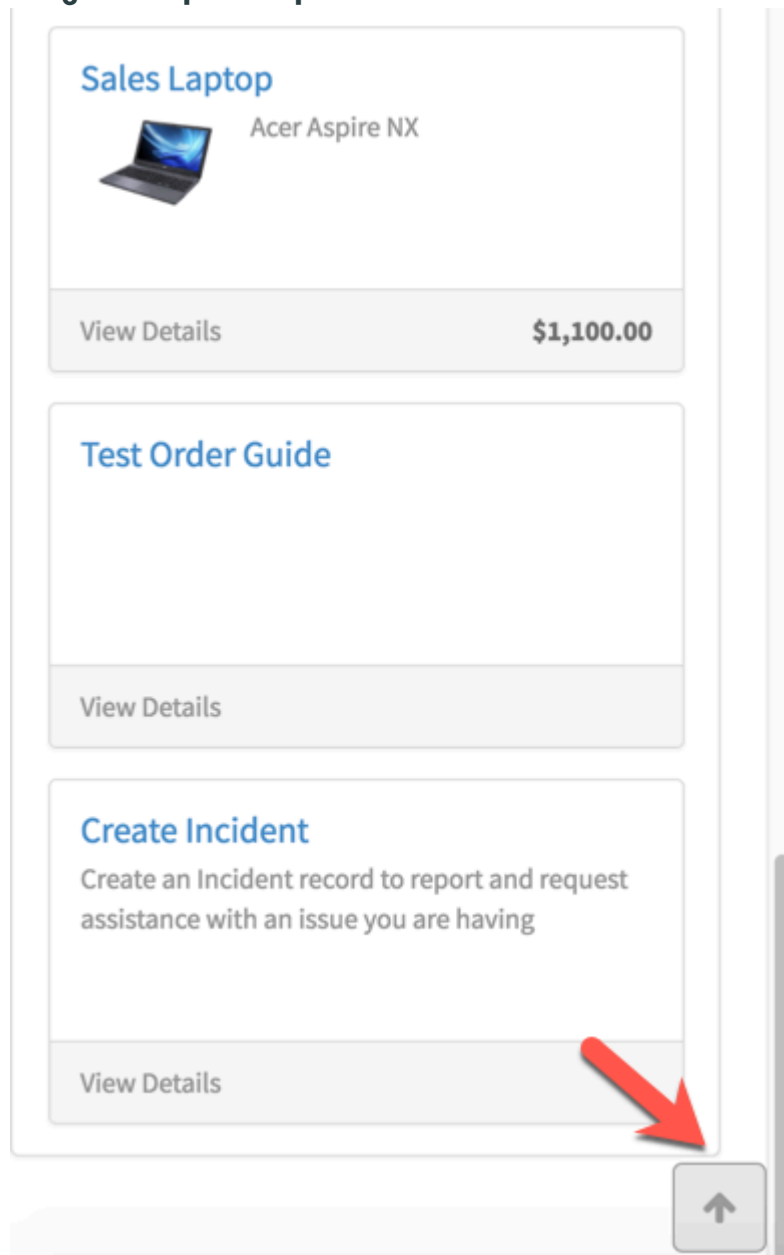 Sales Laptop
Acer Aspire NX
View Details
$1,100.00
Test Order Guide
View Details
Create Incident
Create an Incident record to report and request
assistance with an issue you are having
View Details